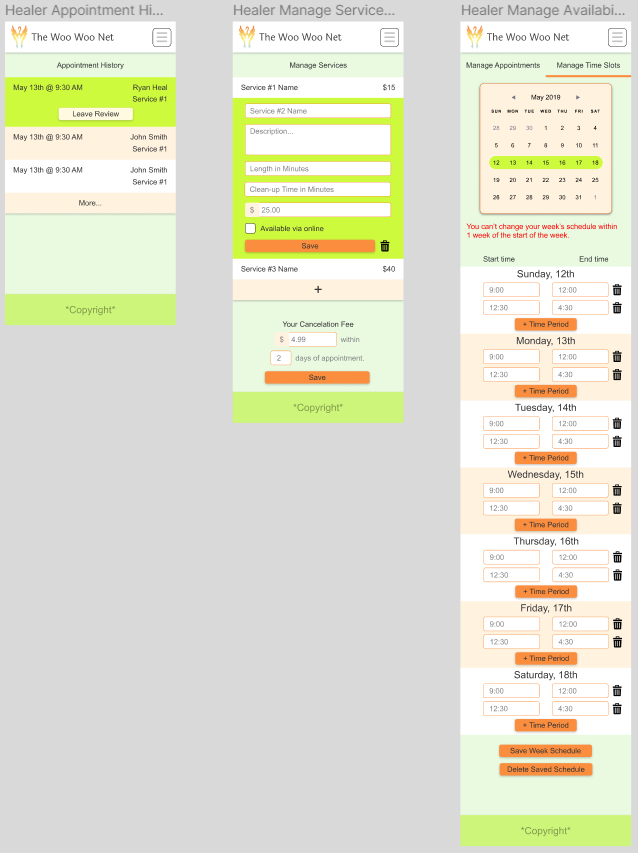 Healer Appointment Hi...
The Woo Woo Net
Appointment History
May 13th @ 9:30 AM Ryan Heal
Service #1
Leave Review
May 13th @ 9:30 AM John Smith
Service #1
May 13th @ 9:30 AM John Smith
Service #1
More...
*Copyright*
Healer Manage Service...
The Woo Woo Net
Manage Services
Service #1 Name $15
Service #2 Name
Description...
Length in Minutes
Clean-up Time in Minutes
$ 25.00
Available via online
Save
Service #3 Name $40
+
Your Cancelation Fee
$ 4.99 within
2 days of appointment.
Save
*Copyright*
Healer Manage Availabi...
The Woo Woo Net
Manage Appointments Manage Time Slots
◄ May 2019 ►
SUN MON TUE WED THU FRI SAT
28 29 30 1 2 3 4
5 6 7 8 9 10 11
12 13 14 15 16 17 18
19 20 21 22 23 24 25
26 27 28 29 30 31 1
You can't change your week's schedule within
1 week of the start of the week.
Start time End time
Sunday, 12th
9:00 12:00
12:30 4:30
+ Time Period
Monday, 13th
9:00 12:00
12:30 4:30
+ Time Period
Tuesday, 14th
9:00 12:00
12:30 4:30
+ Time Period
Wednesday, 15th
9:00 12:00
12:30 4:30
+ Time Period
Thursday, 16th
9:00 12:00
12:30 4:30
+ Time Period
Friday, 17th
9:00 12:00
12:30 4:30
+ Time Period
Saturday, 18th
9:00 12:00
12:30 4:30
+ Time Period
Save Week Schedule
Delete Saved Schedule
*Copyright*